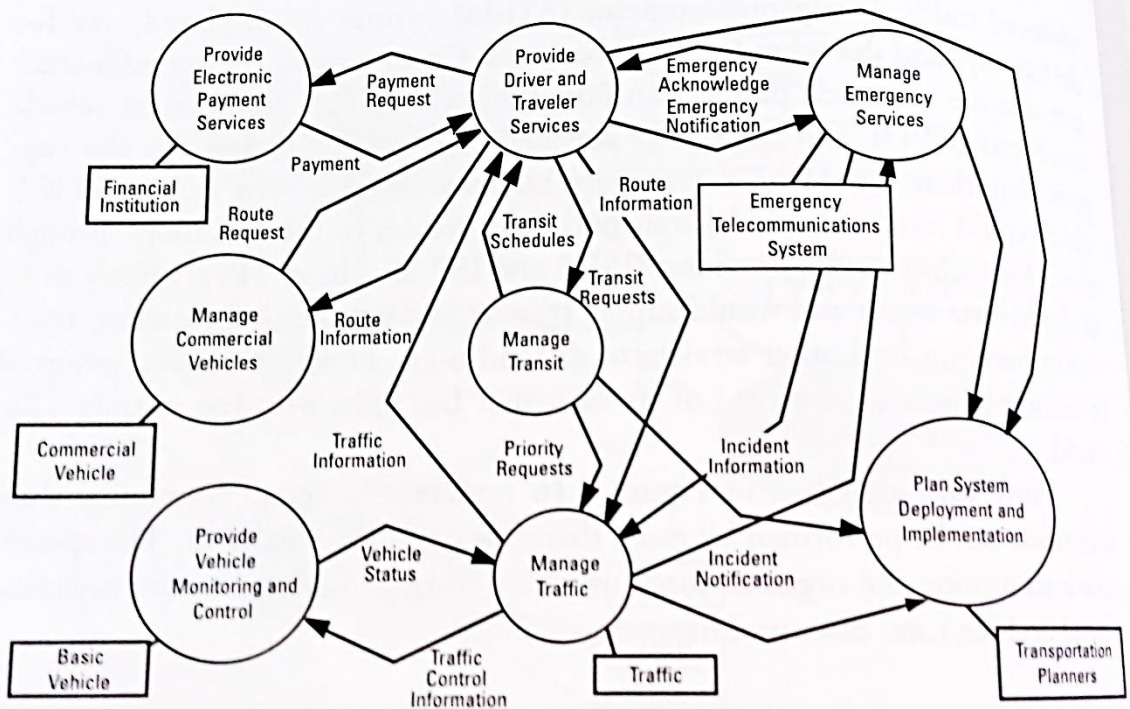 Provide
Electronic
Payment
Services
Payment
Request
Payment
Provide
Driver and
Traveler
Services
Emergency
Acknowledge
Emergency
Notification
Manage
Emergency
Services
Financial
Institution
Route
Request
Transit
Schedules
Route
Information
Emergency
Telecommunications
System
Transit
Requests
Manage
Commercial
Vehicles
Route
Information
Manage
Transit
Commercial
Vehicle
Traffic
Information
Priority
Requests
Incident
Information
Plan System
Deployment and
Implementation
Provide
Vehicle
Monitoring and
Control
Vehicle
Status
Manage
Traffic
Incident
Notification
Basic
Vehicle
Traffic
Control
Information
Traffic
Transportation
Planners